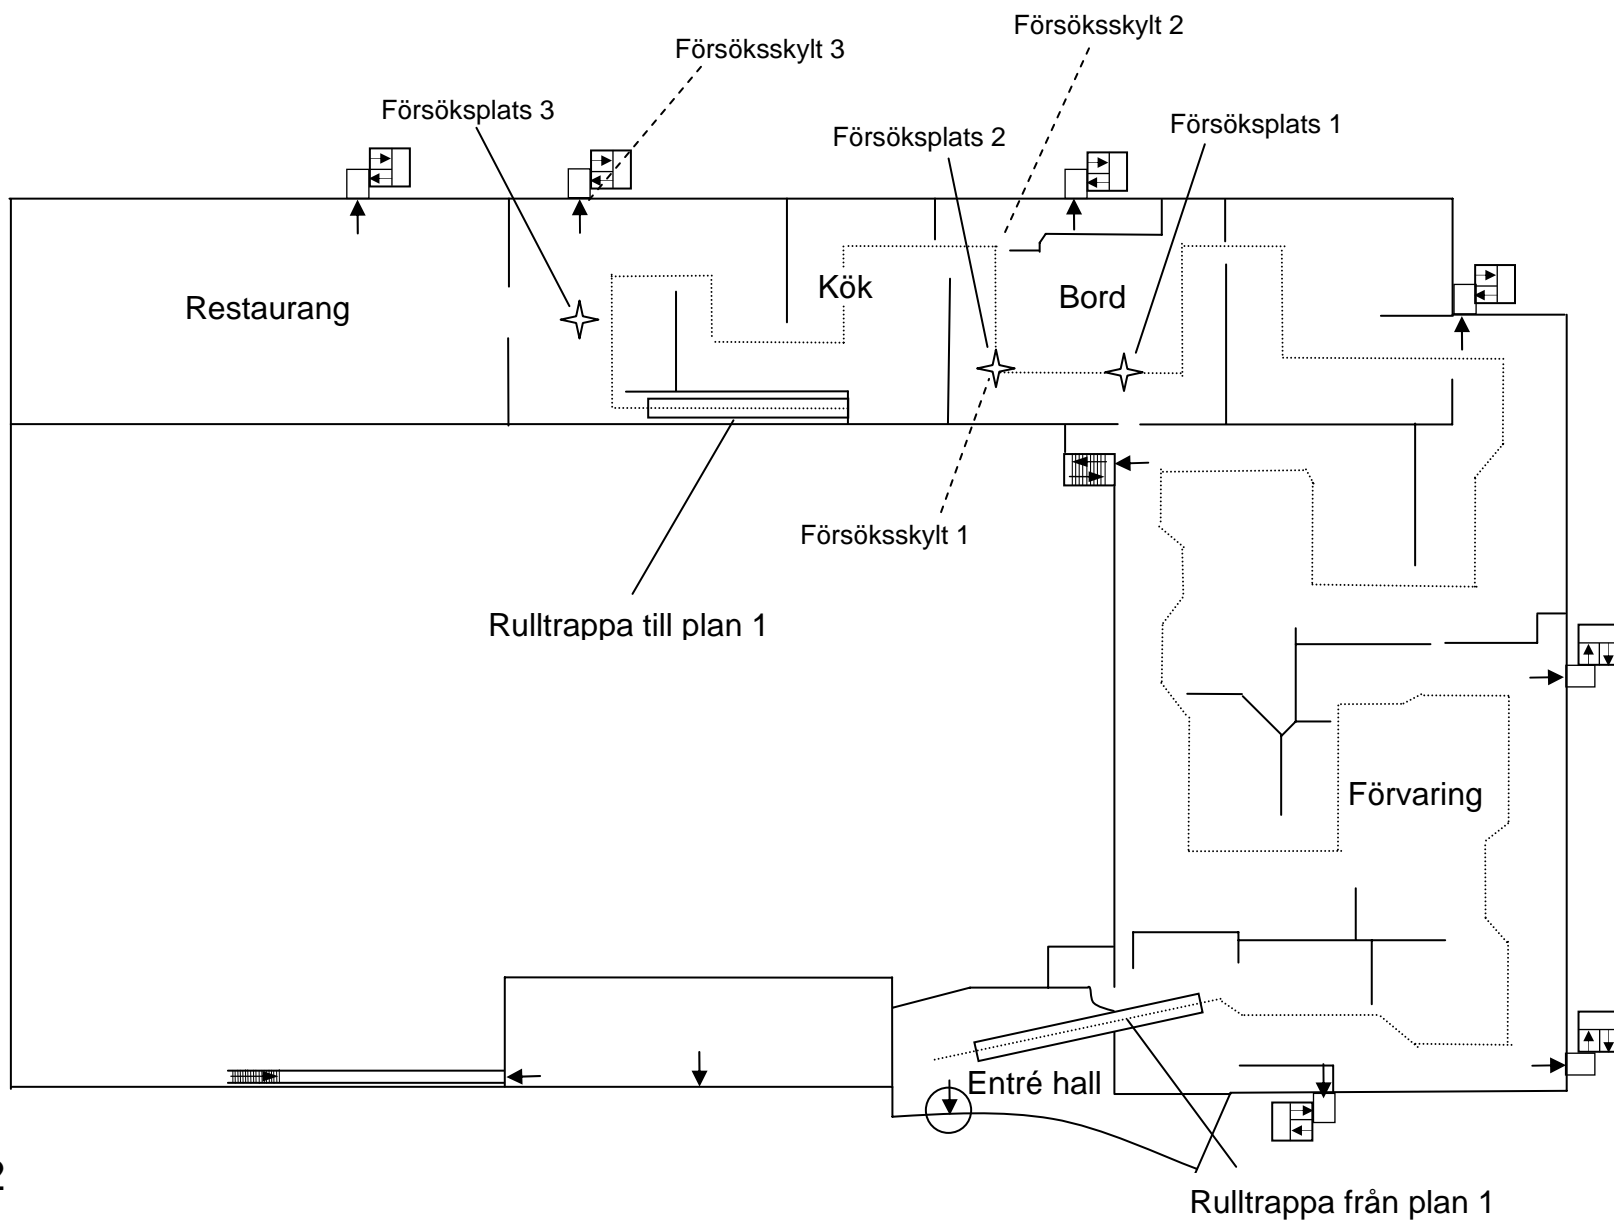 Försöksskylt 2
Försöksskylt 3
Försöksplats 3
Försöksplats 2
Försöksplats 1
Restaurang
Kök
Bord
Försöksskylt 1
Rulltrappa till plan 1
Förvaring
Entré hall
2
Rulltrappa från plan 1